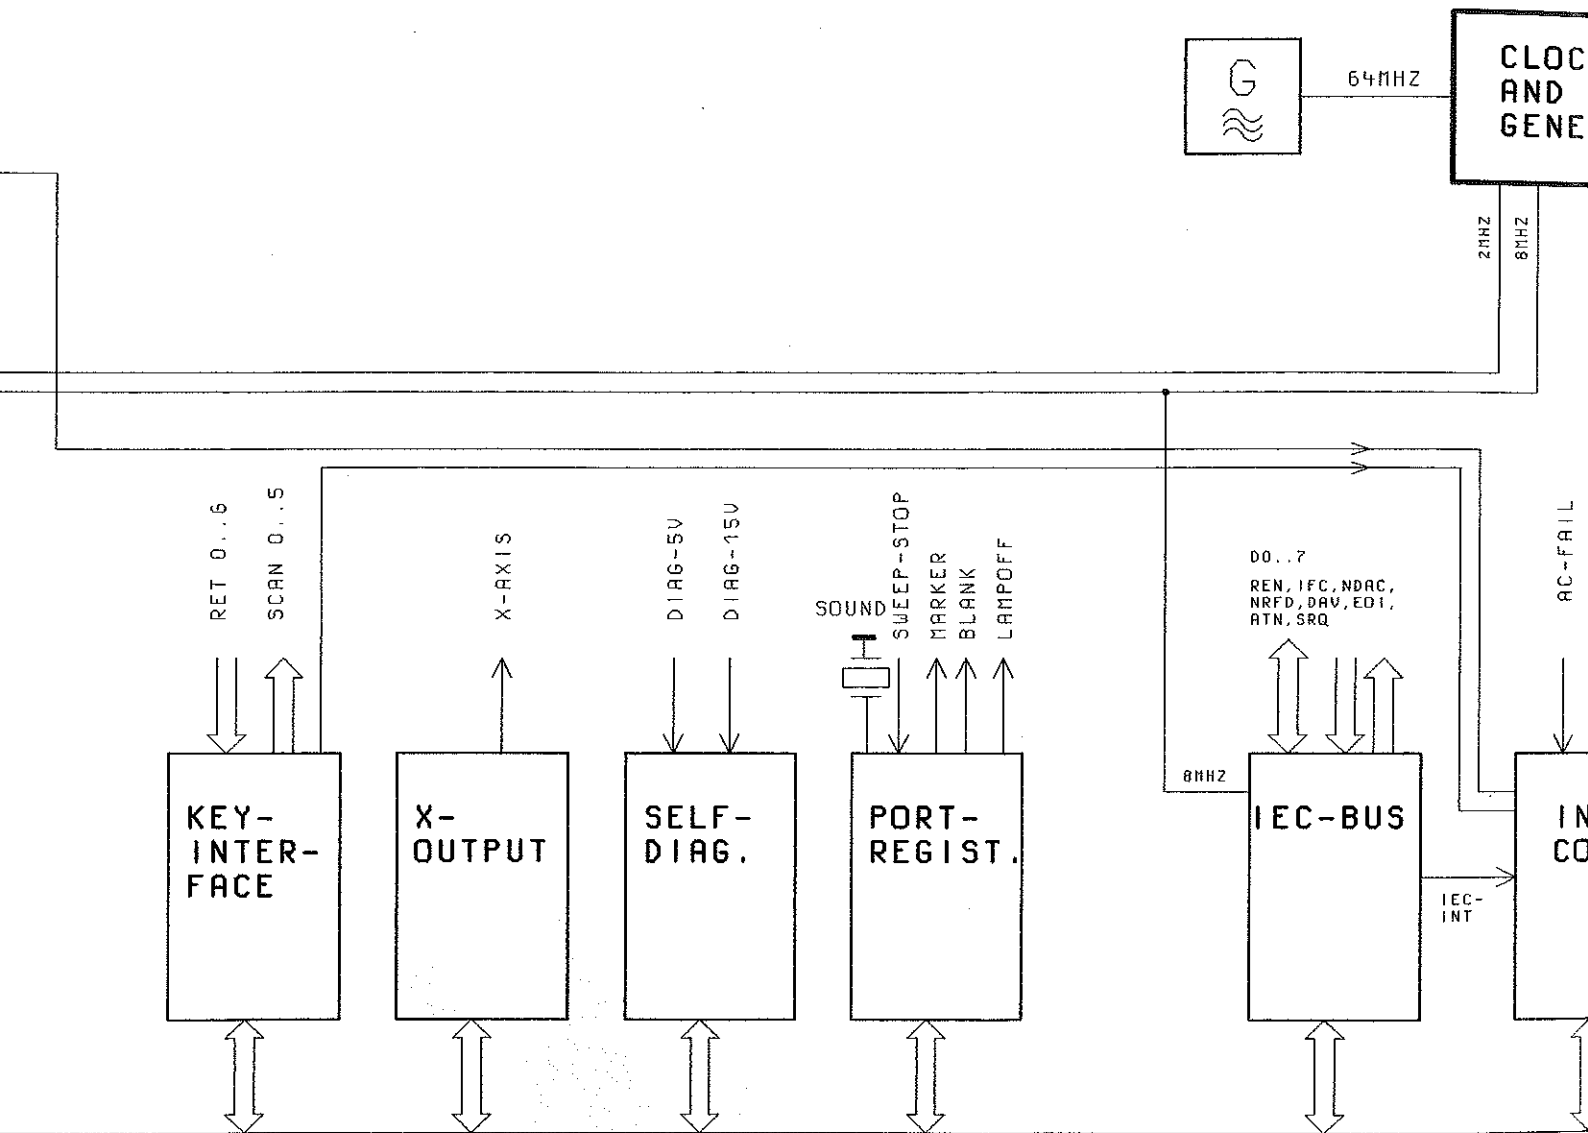 G
64MHZ
CLOC
AND
GENE
2MHZ
8MHZ
RET 0..6
SCAN 0..5
X-AXIS
DIAG-5V
DIAG-15V
SOUND
SWEEP-STOP
MARKER
BLANK
LAMPOFF
D0..7
REN, IFC, NDAC,
NRFD, DAV, EOI,
ATN, SRQ
AC-FAIL
8MHZ
KEY-
INTER-
FACE
X-
OUTPUT
SELF-
DIAG.
PORT-
REGIST.
IEC-BUS
IN
CO
IEC-
INT